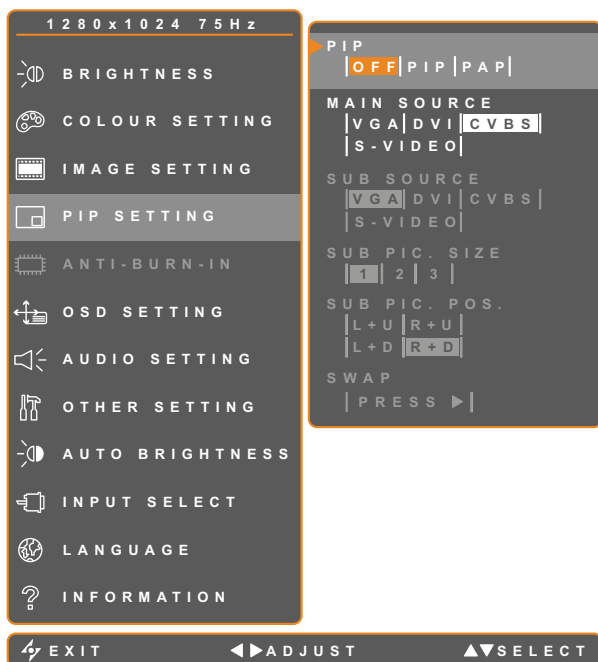 1280x1024 75Hz
BRIGHTNESS
COLOUR SETTING
IMAGE SETTING
PIP SETTING
ANTI-BURN-IN
OSD SETTING
AUDIO SETTING
OTHER SETTING
AUTO BRIGHTNESS
INPUT SELECT
LANGUAGE
INFORMATION
PIP
OFF PIP PAP
MAIN SOURCE
VGA DVI CVBS
S-VIDEO
SUB SOURCE
VGA DVI CVBS
S-VIDEO
SUB PIC. SIZE
1 2 3
SUB PIC. POS.
L+U R+U
L+D R+D
SWAP
PRESS ▶
EXIT ◀▶ADJUST ▲▼SELECT